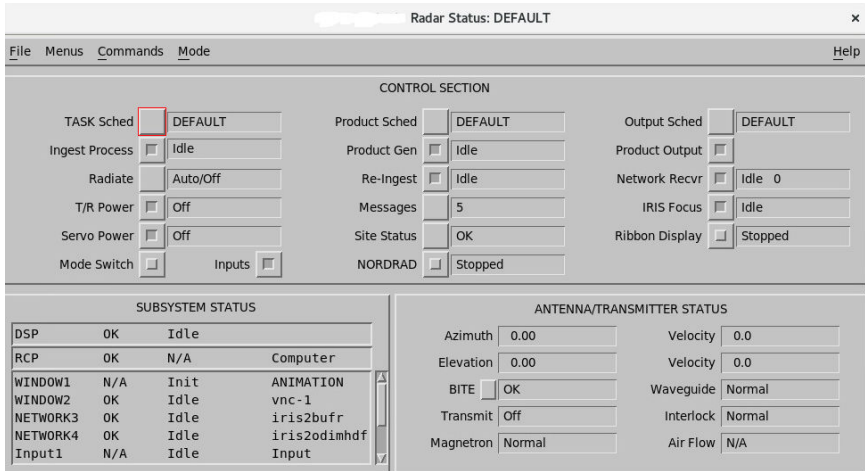 Radar Status: DEFAULT ×
File Menus Commands Mode Help
CONTROL SECTION
TASK Sched DEFAULT Product Sched DEFAULT Output Sched DEFAULT
Ingest Process Idle Product Gen Idle Product Output
Radiate Auto/Off Re-Ingest Idle Network Recvr Idle 0
T/R Power Off Messages 5 IRIS Focus Idle
Servo Power Off Site Status OK Ribbon Display Stopped
Mode Switch Inputs NORDRAD Stopped
SUBSYSTEM STATUS
DSP OK Idle
RCP OK N/A Computer
WINDOW1 N/A Init ANIMATION
WINDOW2 OK Idle vnc-1
NETWORK3 OK Idle iris2bufr
NETWORK4 OK Idle iris2odimhdf
Input1 N/A Idle Input
ANTENNA/TRANSMITTER STATUS
Azimuth 0.00 Velocity 0.0
Elevation 0.00 Velocity 0.0
BITE OK Waveguide Normal
Transmit Off Interlock Normal
Magnetron Normal Air Flow N/A